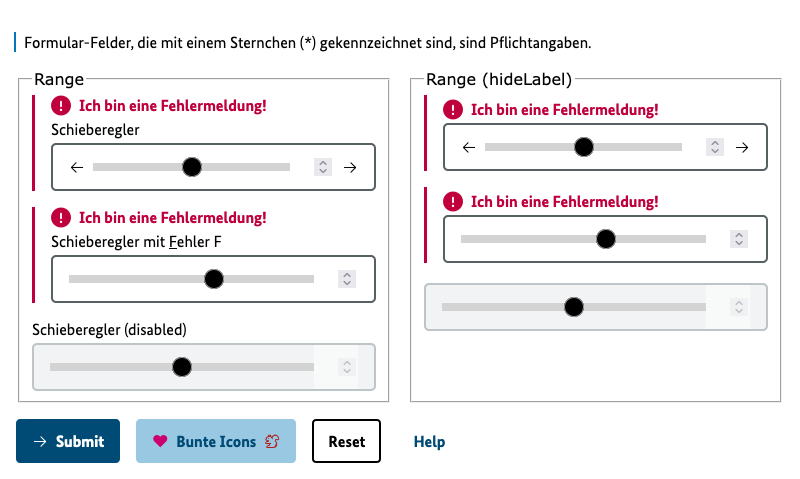 Formular-Felder, die mit einem Sternchen (*) gekennzeichnet sind, sind Pflichtangaben.
Range
Ich bin eine Fehlermeldung!
Schieberegler
Ich bin eine Fehlermeldung!
Schieberegler mit Fehler F
Schieberegler (disabled)
Range (hideLabel)
Ich bin eine Fehlermeldung!
Ich bin eine Fehlermeldung!
Submit
Bunte Icons
Reset
Help